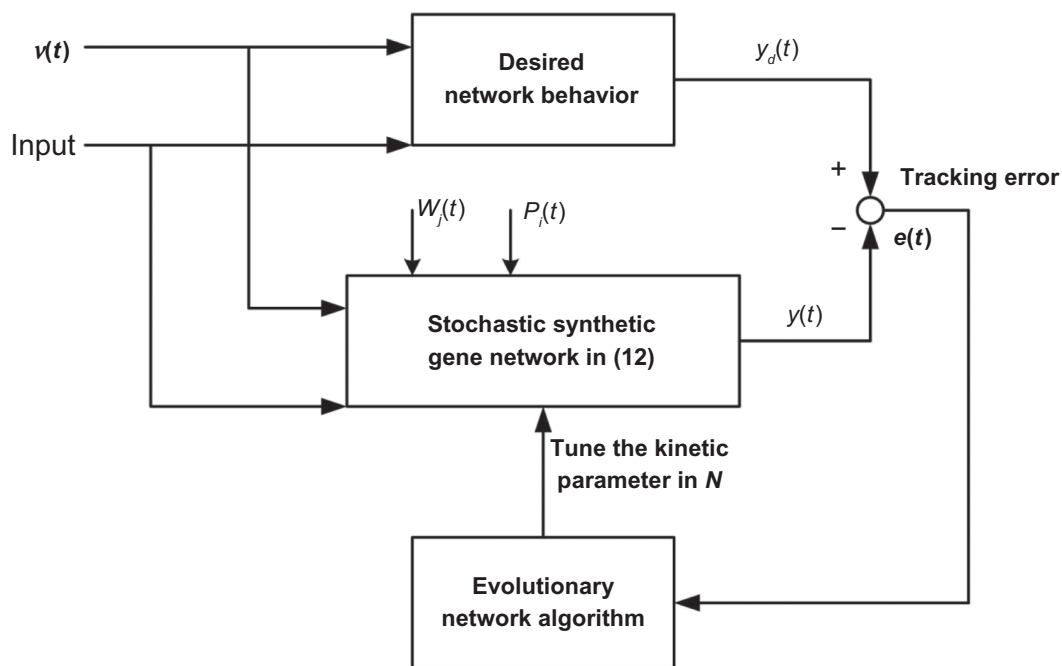 v(t)
Desired
network behavior
y_d(t)
Input
+
Tracking error
W_j(t)
P_i(t)
−
e(t)
Stochastic synthetic
gene network in (12)
y(t)
Tune the kinetic
parameter in N
Evolutionary
network algorithm